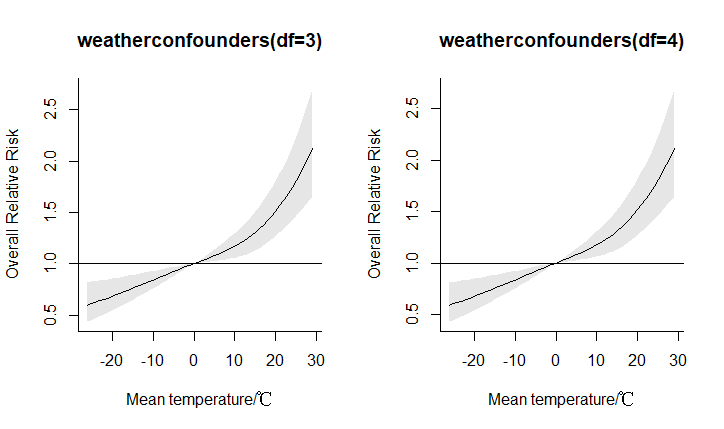 weatherconfounders(df=3)
Overall Relative Risk
2.5
2.0
1.5
1.0
0.5
-20 -10 0 10 20 30
Mean temperature/℃
weatherconfounders(df=4)
Overall Relative Risk
2.5
2.0
1.5
1.0
0.5
-20 -10 0 10 20 30
Mean temperature/℃